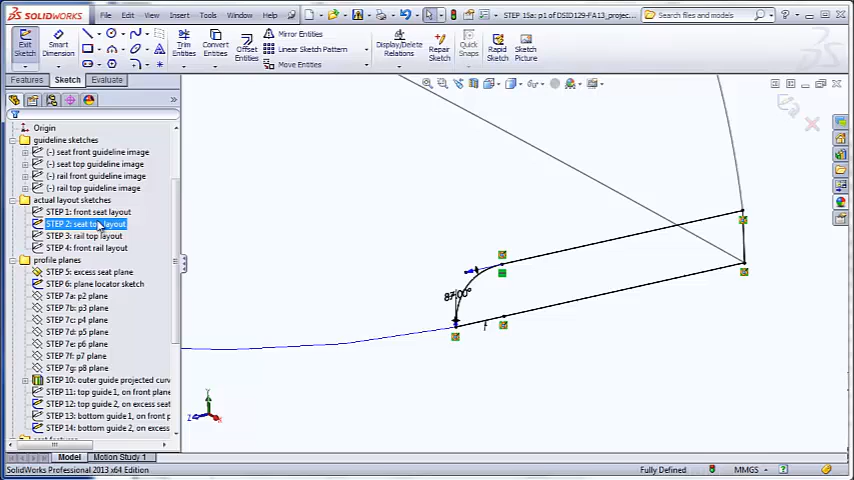 SOLIDWORKS
File Edit View Insert Tools Window Help
STEP 15a: p1 of DSID129-FA13_projec...
Search files and models
Exit Sketch
Smart Dimension
Trim Entities
Convert Entities
Offset Entities
Mirror Entities
Linear Sketch Pattern
Move Entities
Display/Delete Relations
Repair Sketch
Quick Snaps
Rapid Sketch
Sketch Picture
Features Sketch Evaluate
Origin
guideline sketches
(-) seat front guideline image
(-) seat top guideline image
(-) rail front guideline image
(-) rail top guideline image
actual layout sketches
STEP 1: front seat layout
STEP 2: seat top layout
STEP 3: rail top layout
STEP 4: front rail layout
profile planes
STEP 5: excess seat plane
STEP 6: plane locator sketch
STEP 7a: p2 plane
STEP 7b: p3 plane
STEP 7c: p4 plane
STEP 7d: p5 plane
STEP 7e: p6 plane
STEP 7f: p7 plane
STEP 7g: p8 plane
STEP 10: outer guide projected curv
STEP 11: top guide 1, on front plane
STEP 12: top guide 2, on excess sea
STEP 13: bottom guide 1, on front p
STEP 14: bottom guide 2, on excess
87.00°
Y
Z
X
Model Motion Study 1
SolidWorks Professional 2013 x64 Edition
Fully Defined
MMGS